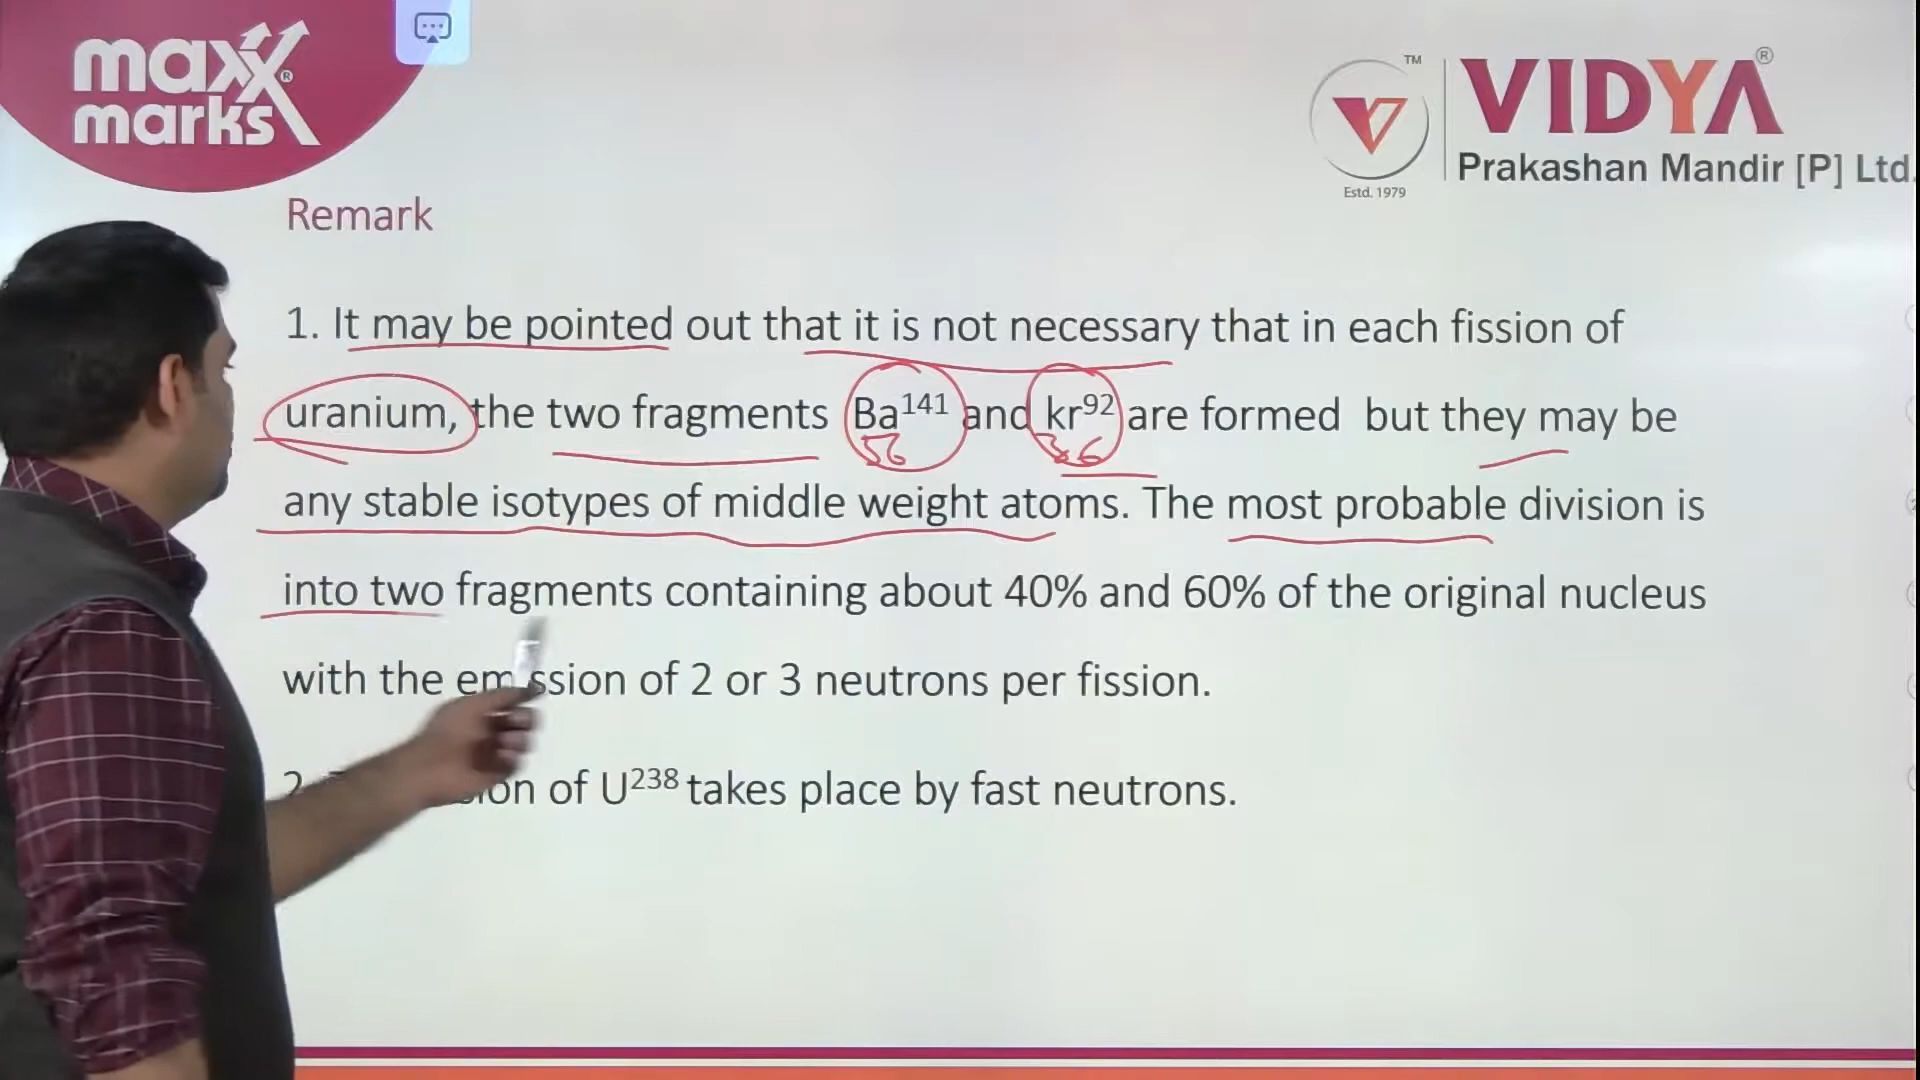 maxx
marks®
TM
VIDYA®
Prakashan Mandir [P] Ltd.
Estd. 1979
Remark
1. It may be pointed out that it is not necessary that in each fission of
uranium, the two fragments Ba141 and kr92 are formed but they may be
56 36
any stable isotypes of middle weight atoms. The most probable division is
into two fragments containing about 40% and 60% of the original nucleus
with the emission of 2 or 3 neutrons per fission.
2. of U238 takes place by fast neutrons.